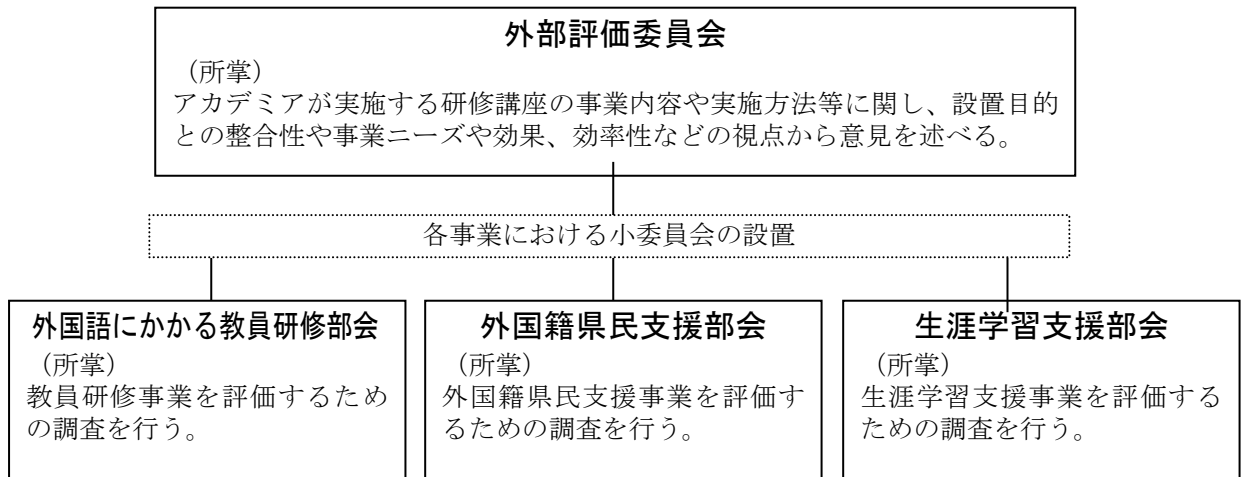 外部評価委員会
（所掌）
アカデミアが実施する研修講座の事業内容や実施方法等に関し、設置目的
との整合性や事業ニーズや効果、効率性などの視点から意見を述べる。
各事業における小委員会の設置
外国語にかかる教員研修部会
（所掌）
教員研修事業を評価するため
の調査を行う。
外国籍県民支援部会
（所掌）
外国籍県民支援事業を評価す
るための調査を行う。
生涯学習支援部会
（所掌）
生涯学習支援事業を評価する
ための調査を行う。